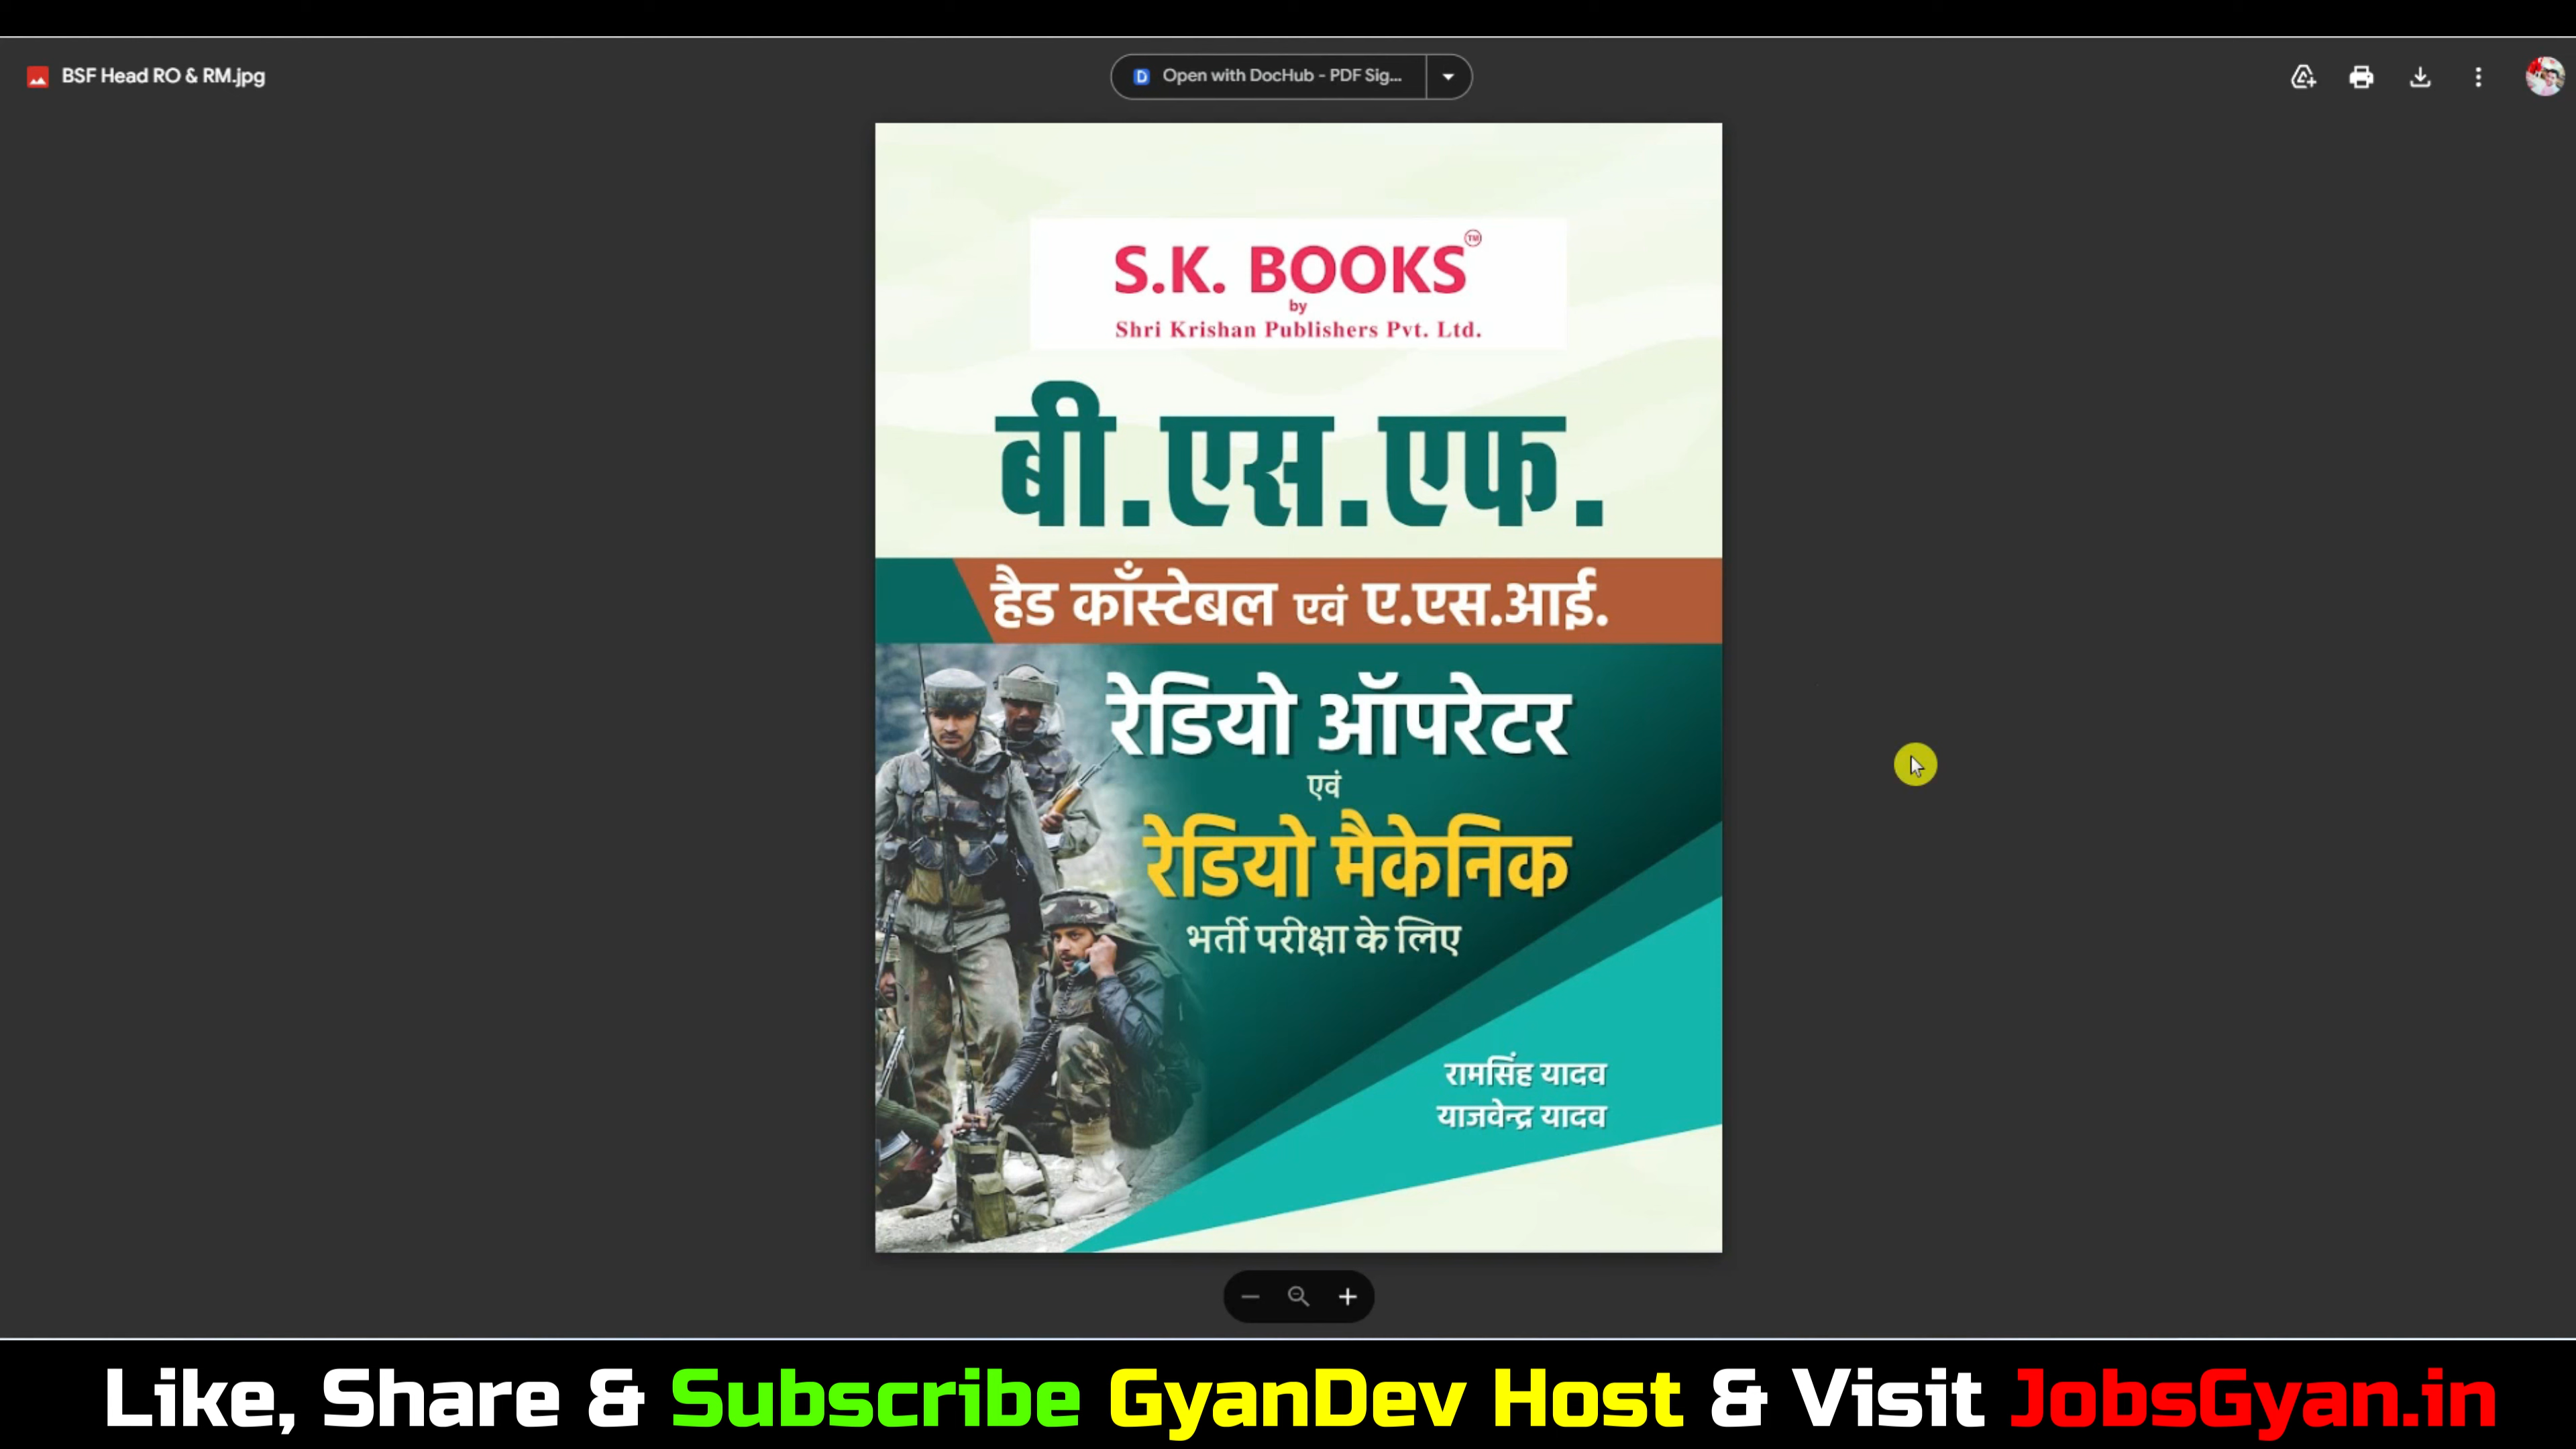 BSF Head RO & RM.jpg
Open with DocHub - PDF Sig...
S.K. BOOKS TM
by
Shri Krishan Publishers Pvt. Ltd.
बी.एस.एफ.
हैड काँस्टेबल एवं ए.एस.आई.
रेडियो ऑपरेटर
एवं
रेडियो मैकेनिक
भर्ती परीक्षा के लिए
रामसिंह यादव
याजवेन्द्र यादव
Like, Share & Subscribe GyanDev Host & Visit JobsGyan.in